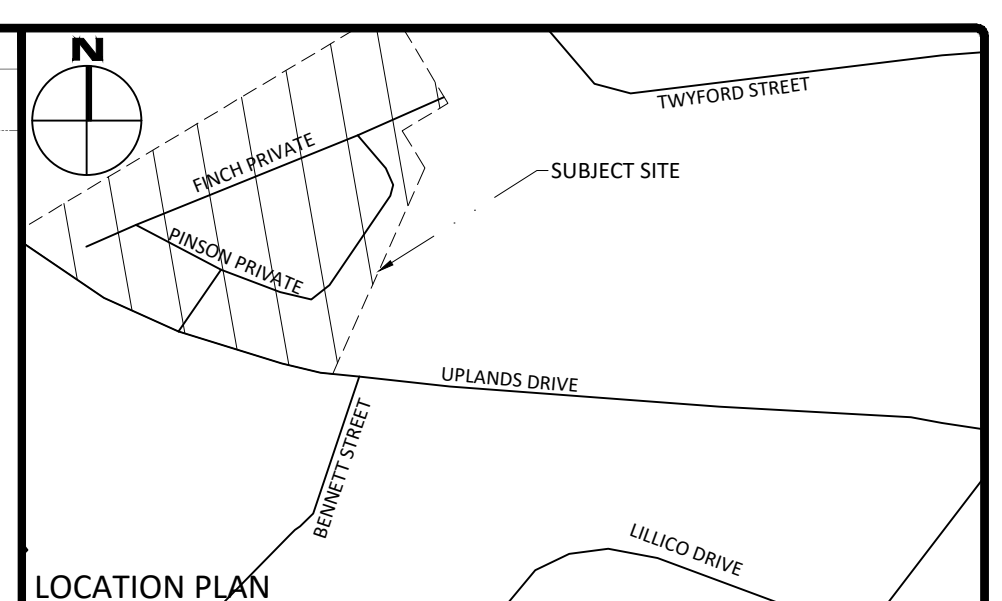 N
TWYFORD STREET
FINCH PRIVATE
SUBJECT SITE
PINSON PRIVATE
UPLANDS DRIVE
BENNETT STREET
LILLICO DRIVE
LOCATION PLAN